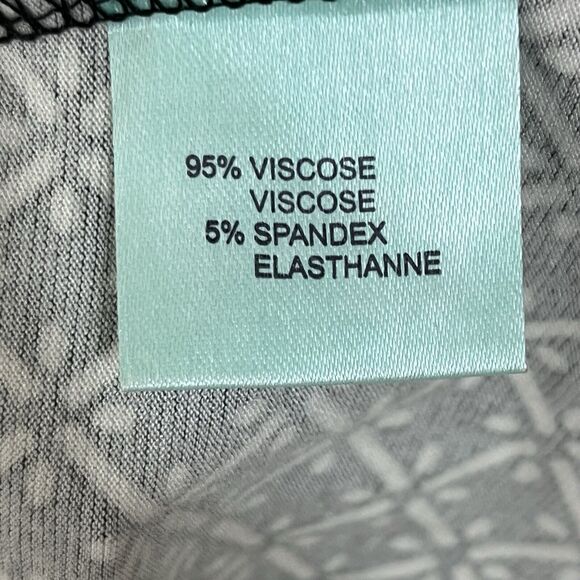 95% VISCOSE
VISCOSE
5% SPANDEX
ELASTHANNE